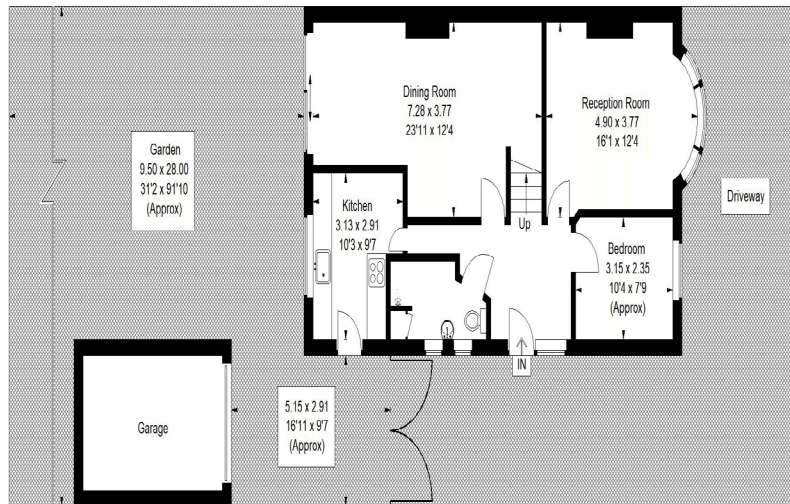 Dining Room
7.28 x 3.77
23'11 x 12'4
Reception Room
4.90 x 3.77
16'1 x 12'4
Garden
9.50 x 28.00
31'2 x 91'10
(Approx)
Driveway
Kitchen
3.13 x 2.91
10'3 x 9'7
Up
Bedroom
3.15 x 2.35
10'4 x 7'9
(Approx)
IN
5.15 x 2.91
16'11 x 9'7
(Approx)
Garage